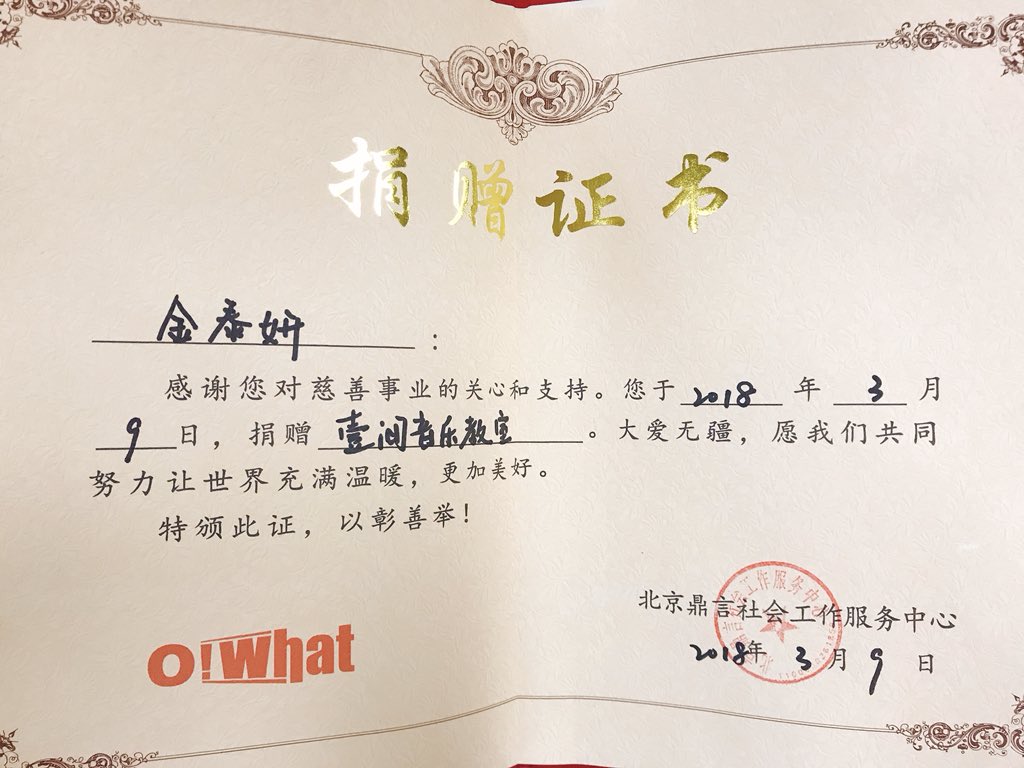 捐赠证书
金泰妍：
感谢您对慈善事业的关心和支持。您于 2018 年 3 月
9 日，捐赠 壹间音乐教室。大爱无疆，愿我们共同
努力让世界充满温暖，更加美好。
特颁此证，以彰善举！
北京鼎言社会工作服务中心
2018年 3 月 9 日
O!What